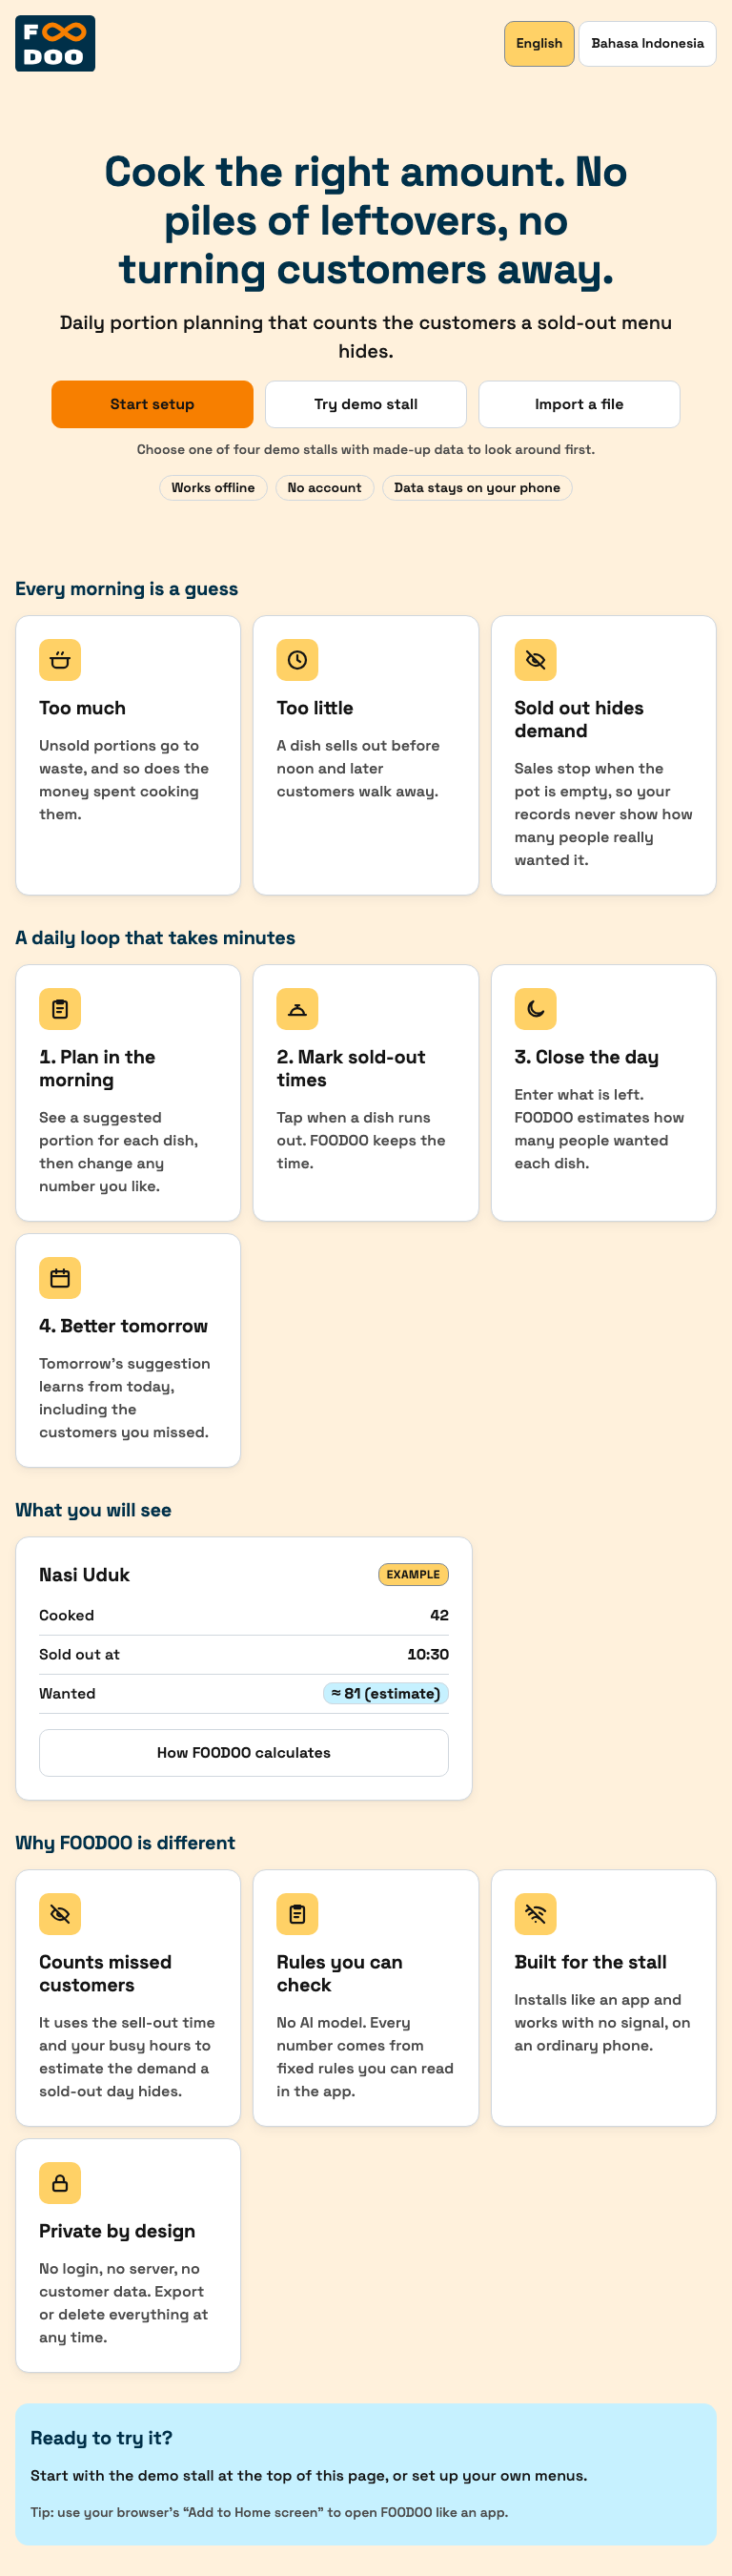 F∞
DOO
English
Bahasa Indonesia
Cook the right amount. No
piles of leftovers, no
turning customers away.
Daily portion planning that counts the customers a sold-out menu
hides.
Start setup
Try demo stall
Import a file
Choose one of four demo stalls with made-up data to look around first.
Works offline
No account
Data stays on your phone
Every morning is a guess
Too much
Unsold portions go to
waste, and so does the
money spent cooking
them.
Too little
A dish sells out before
noon and later
customers walk away.
Sold out hides
demand
Sales stop when the
pot is empty, so your
records never show how
many people really
wanted it.
A daily loop that takes minutes
1. Plan in the
morning
See a suggested
portion for each dish,
then change any
number you like.
2. Mark sold-out
times
Tap when a dish runs
out. FOODOO keeps the
time.
3. Close the day
Enter what is left.
FOODOO estimates how
many people wanted
each dish.
4. Better tomorrow
Tomorrow's suggestion
learns from today,
including the
customers you missed.
What you will see
Nasi Uduk
EXAMPLE
Cooked 42
Sold out at 10:30
Wanted ≈ 81 (estimate)
How FOODOO calculates
Why FOODOO is different
Counts missed
customers
It uses the sell-out time
and your busy hours to
estimate the demand a
sold-out day hides.
Rules you can
check
No AI model. Every
number comes from
fixed rules you can read
in the app.
Built for the stall
Installs like an app and
works with no signal, on
an ordinary phone.
Private by design
No login, no server, no
customer data. Export
or delete everything at
any time.
Ready to try it?
Start with the demo stall at the top of this page, or set up your own menus.
Tip: use your browser's “Add to Home screen” to open FOODOO like an app.